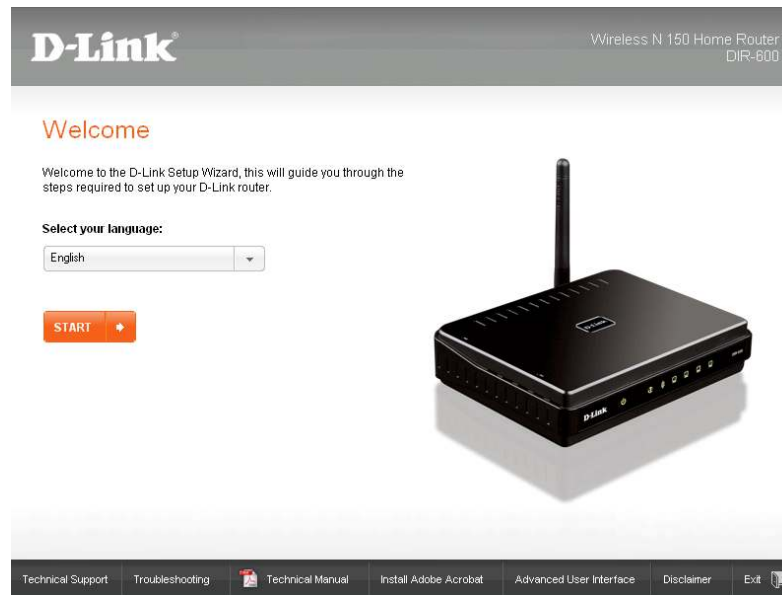 D-Link
Wireless N 150 Home Router
DIR-600
Welcome
Welcome to the D-Link Setup Wizard, this will guide you through the
steps required to set up your D-Link router.
Select your language:
English
START
D-Link
D-Link
Technical Support
Troubleshooting
Technical Manual
Install Adobe Acrobat
Advanced User Interface
Disclaimer
Exit